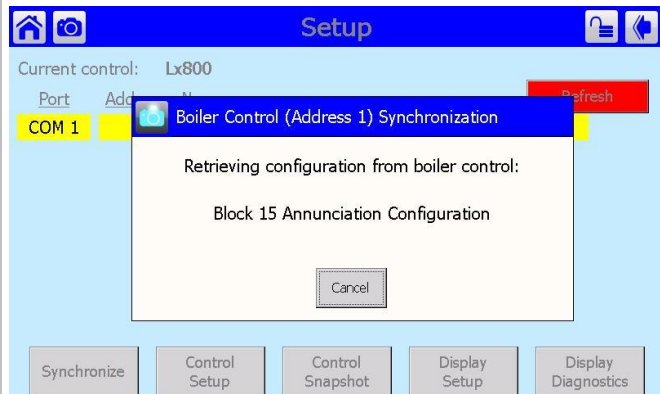 Setup
Current control: Lx800
Port
Refresh
COM 1
Boiler Control (Address 1) Synchronization
Retrieving configuration from boiler control:
Block 15 Annunciation Configuration
Cancel
Synchronize
Control
Setup
Control
Snapshot
Display
Setup
Display
Diagnostics